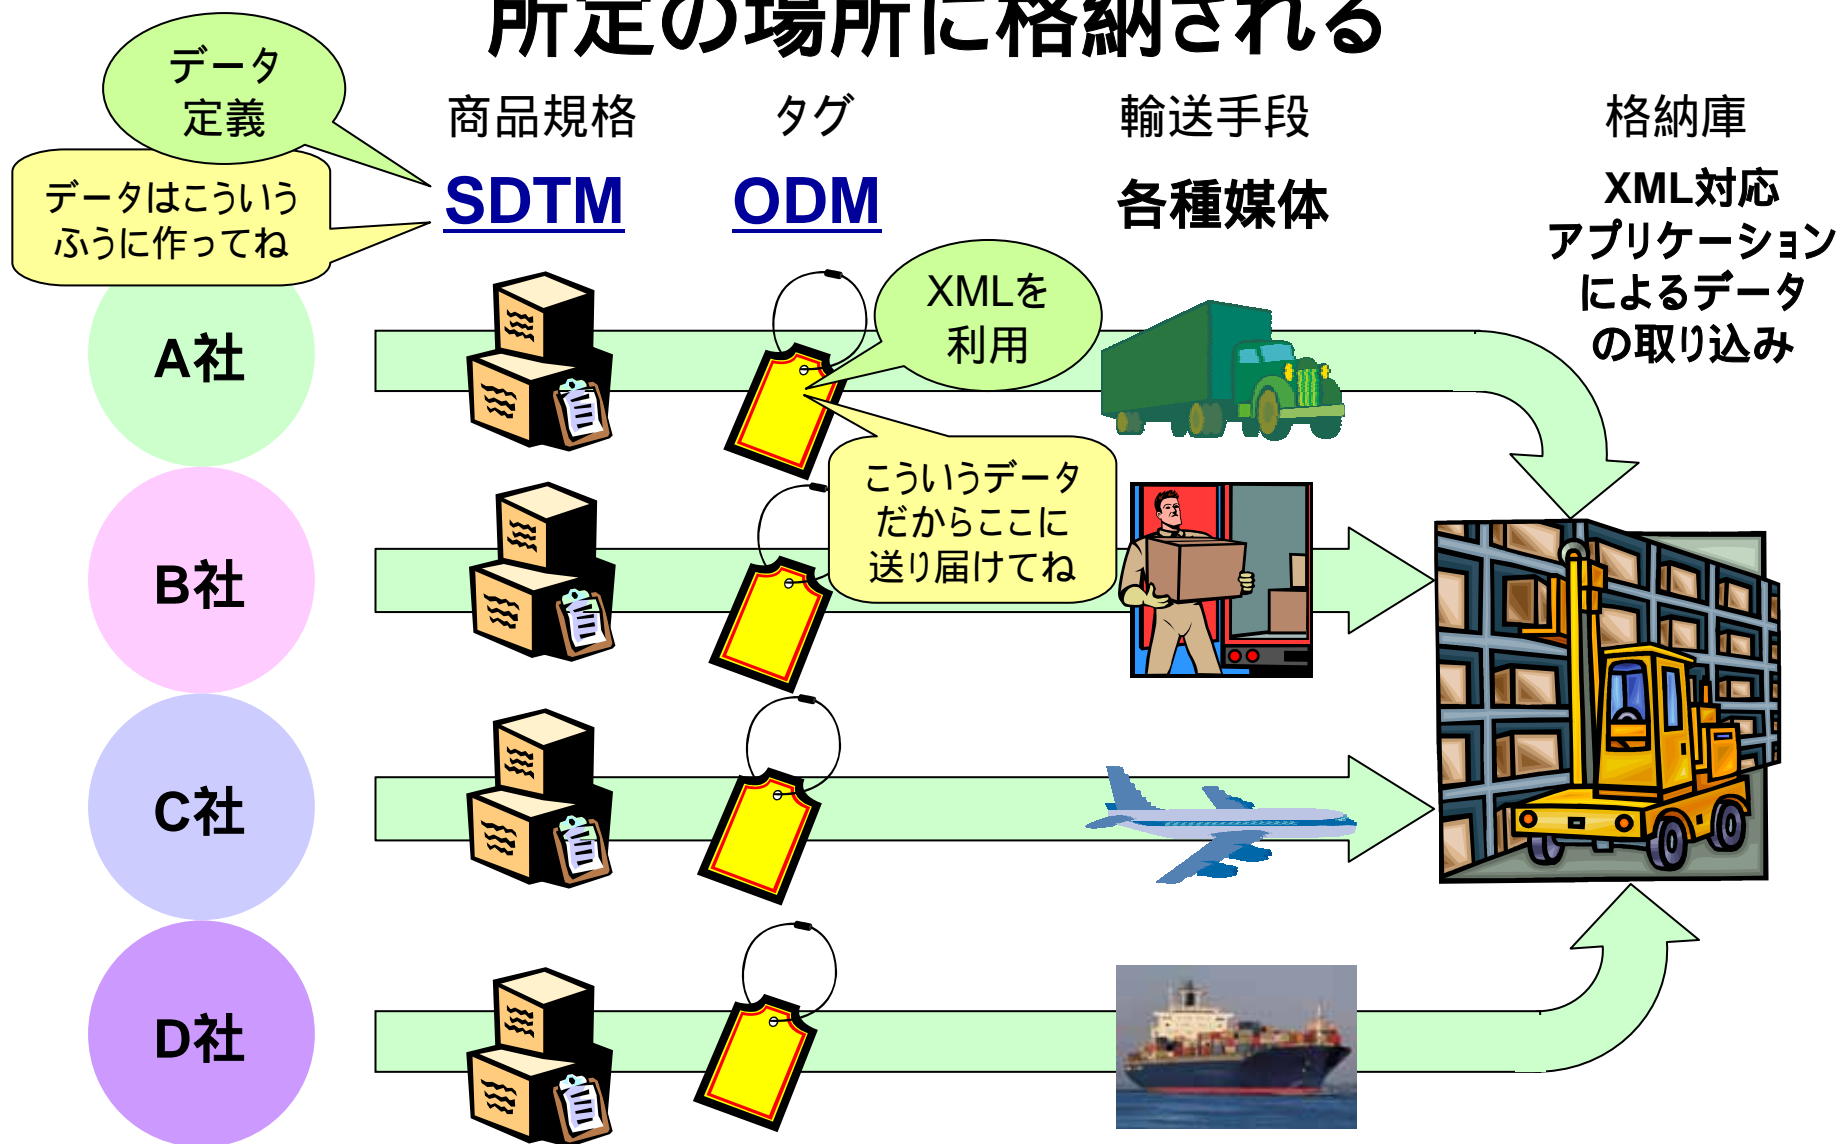 所定の場所に格納される
データ
定義
商品規格
タグ
輸送手段
格納庫
データはこういう
ふうに作ってね
SDTM
ODM
各種媒体
XML対応
アプリケーション
によるデータ
の取り込み
XMLを
利用
A社
こういうデータ
だからここに
送り届けてね
B社
C社
D社